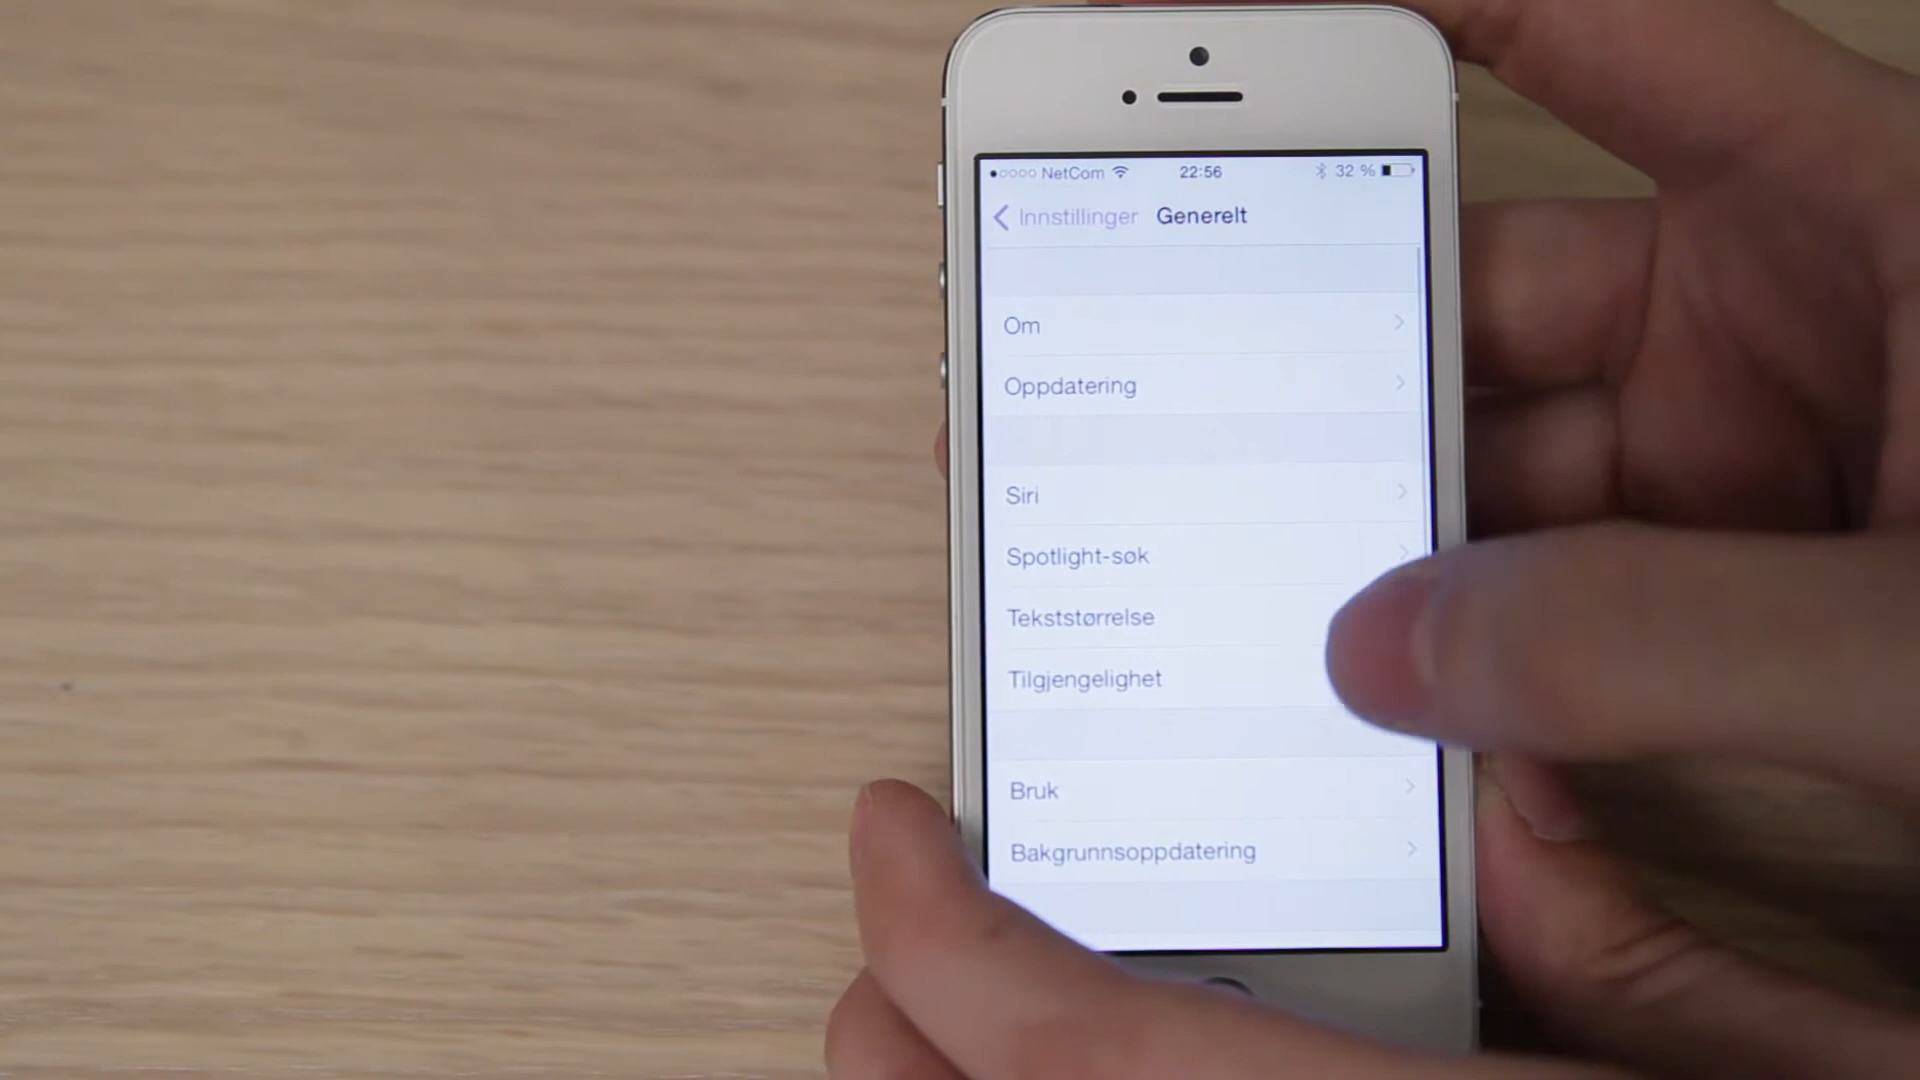 NetCom 22:56 32 %
Innstillinger Generelt
Om
Oppdatering
Siri
Spotlight-søk
Tekststørrelse
Tilgjengelighet
Bruk
Bakgrunnsoppdatering